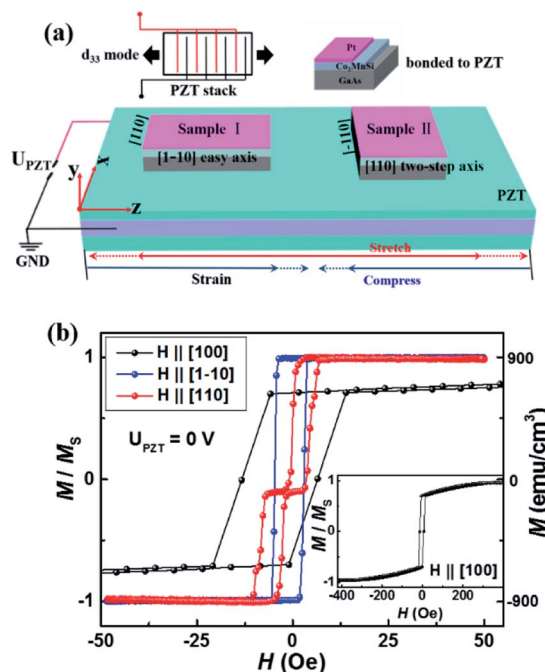 (a)
d33 mode
PZT stack
Pt
Co2MnSi
GaAs
bonded to PZT
[110]
Sample I
[1-10] easy axis
[-110]
Sample II
[110] two-step axis
UPZT
y
x
z
PZT
GND
Stretch
Strain
Compress
(b)
H || [100]
H || [1-10]
H || [110]
UPZT = 0 V
1
0
-1
M / MS
900
0
-900
M (emu/cm3)
-50
-25
0
25
50
H (Oe)
1
0
-1
M / MS
H || [100]
-400
-200
0
200
H (Oe)